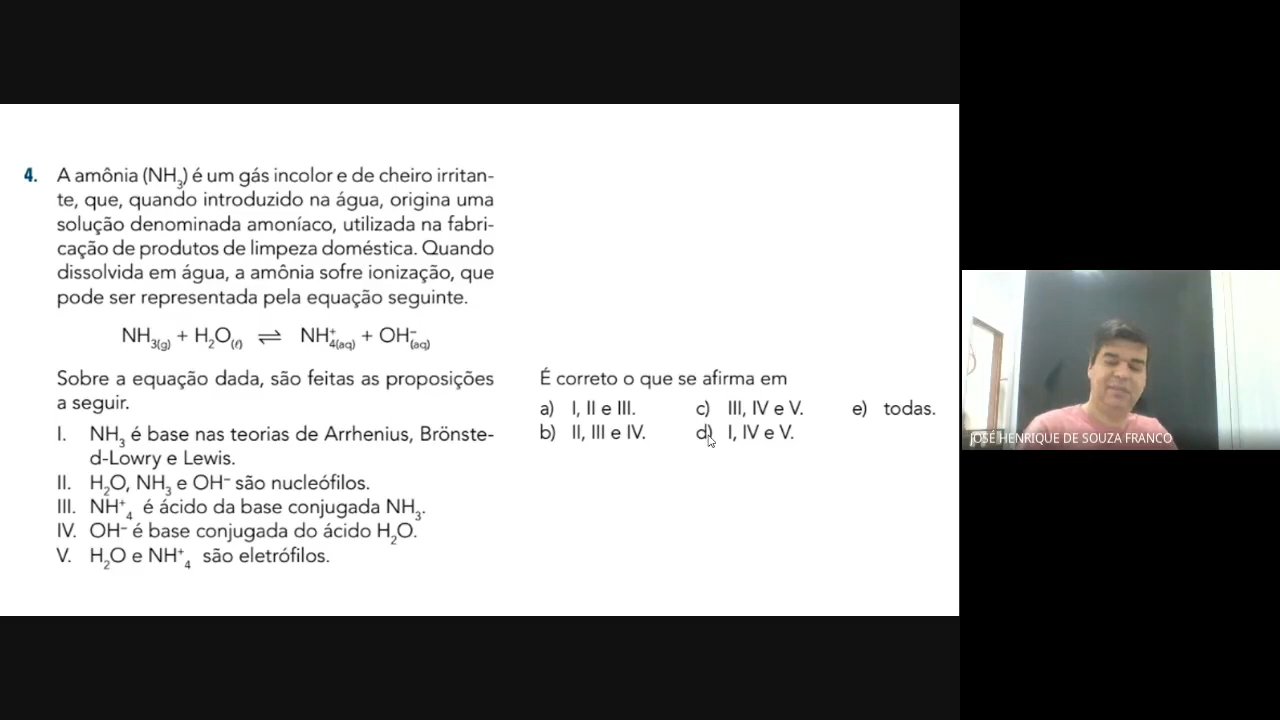 4. A amônia (NH₃) é um gás incolor e de cheiro irritan-
te, que, quando introduzido na água, origina uma
solução denominada amoníaco, utilizada na fabri-
cação de produtos de limpeza doméstica. Quando
dissolvida em água, a amônia sofre ionização, que
pode ser representada pela equação seguinte.
NH₃(g) + H₂O(ℓ) ⇌ NH₄⁺(aq) + OH⁻(aq)
Sobre a equação dada, são feitas as proposições
a seguir.
I. NH₃ é base nas teorias de Arrhenius, Brönste-
d-Lowry e Lewis.
II. H₂O, NH₃ e OH⁻ são nucleófilos.
III. NH⁺₄ é ácido da base conjugada NH₃.
IV. OH⁻ é base conjugada do ácido H₂O.
V. H₂O e NH⁺₄ são eletrófilos.
É correto o que se afirma em
a) I, II e III. c) III, IV e V. e) todas.
b) II, III e IV. d) I, IV e V.
JOSÉ HENRIQUE DE SOUZA FRANCO